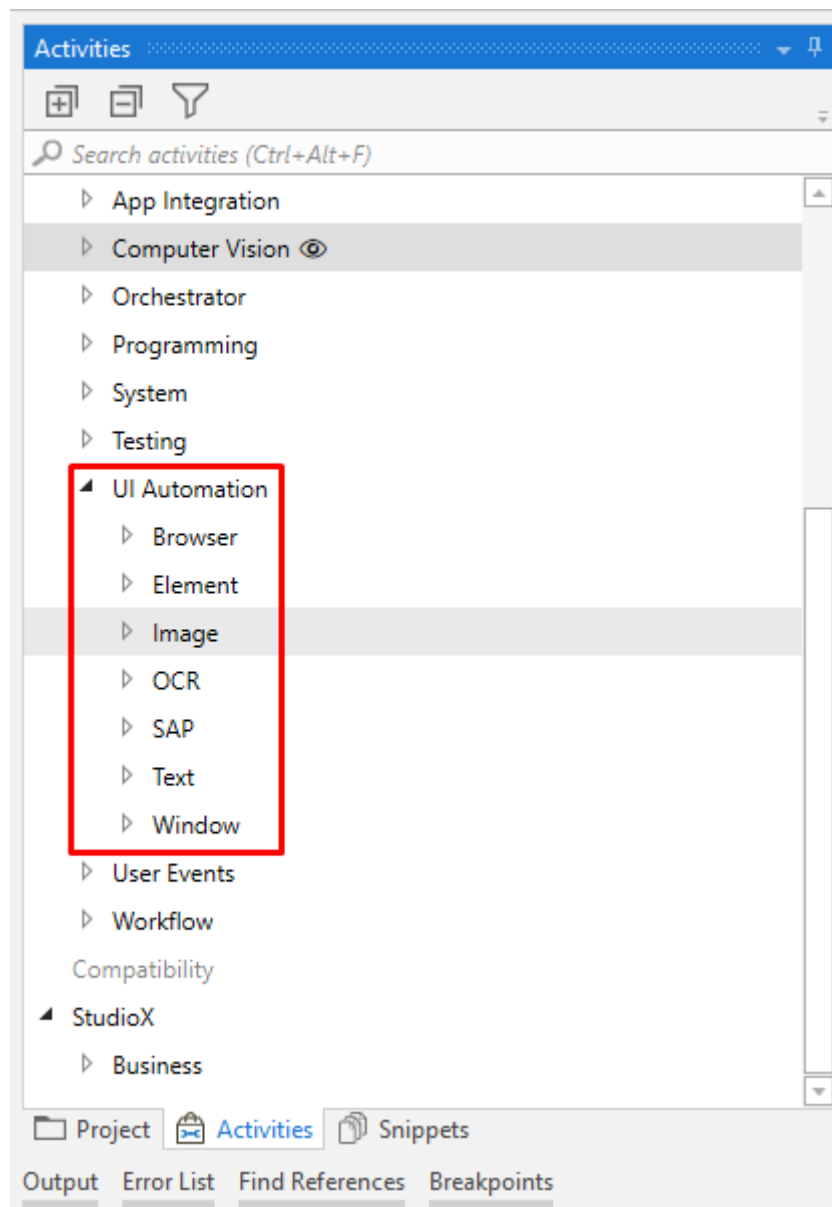 Activities
Search activities (Ctrl+Alt+F)
App Integration
Computer Vision
Orchestrator
Programming
System
Testing
UI Automation
Browser
Element
Image
OCR
SAP
Text
Window
User Events
Workflow
Compatibility
StudioX
Business
Project Activities Snippets
Output Error List Find References Breakpoints